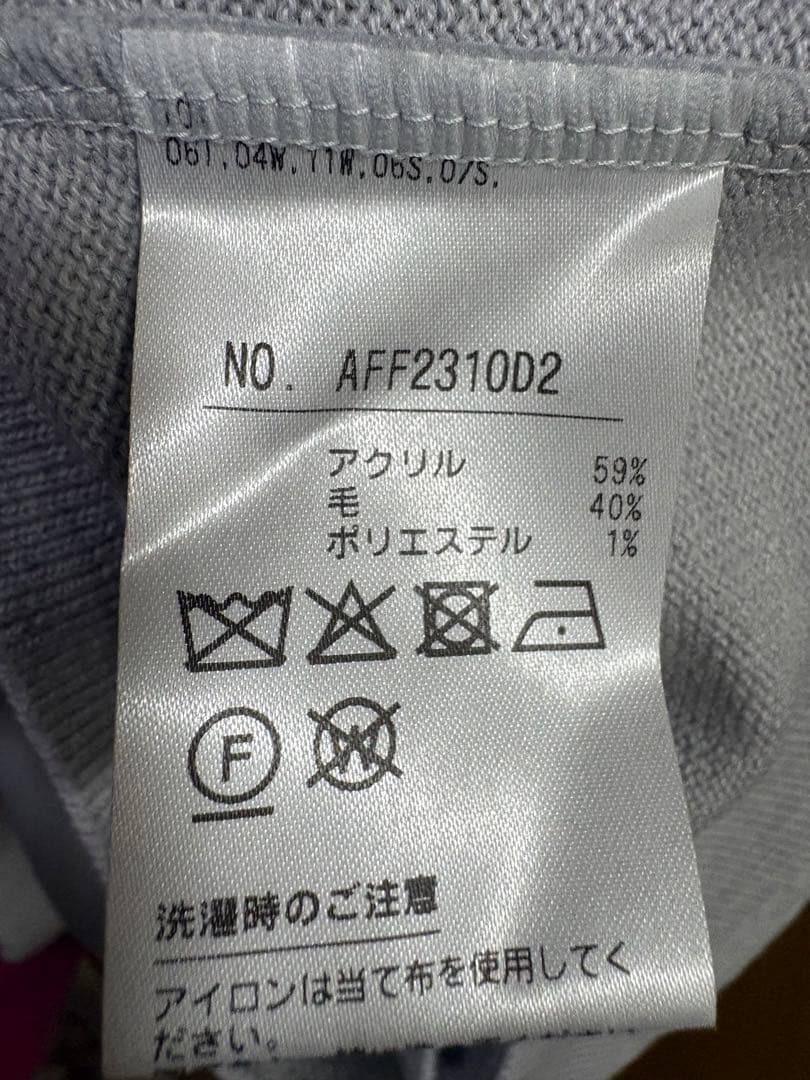 061.04W.11W.06S.07S.
NO. AFF2310D2
アクリル 59%
毛 40%
ポリエステル 1%
F
W
洗濯時のご注意
アイロンは当て布を使用してく
ださい。